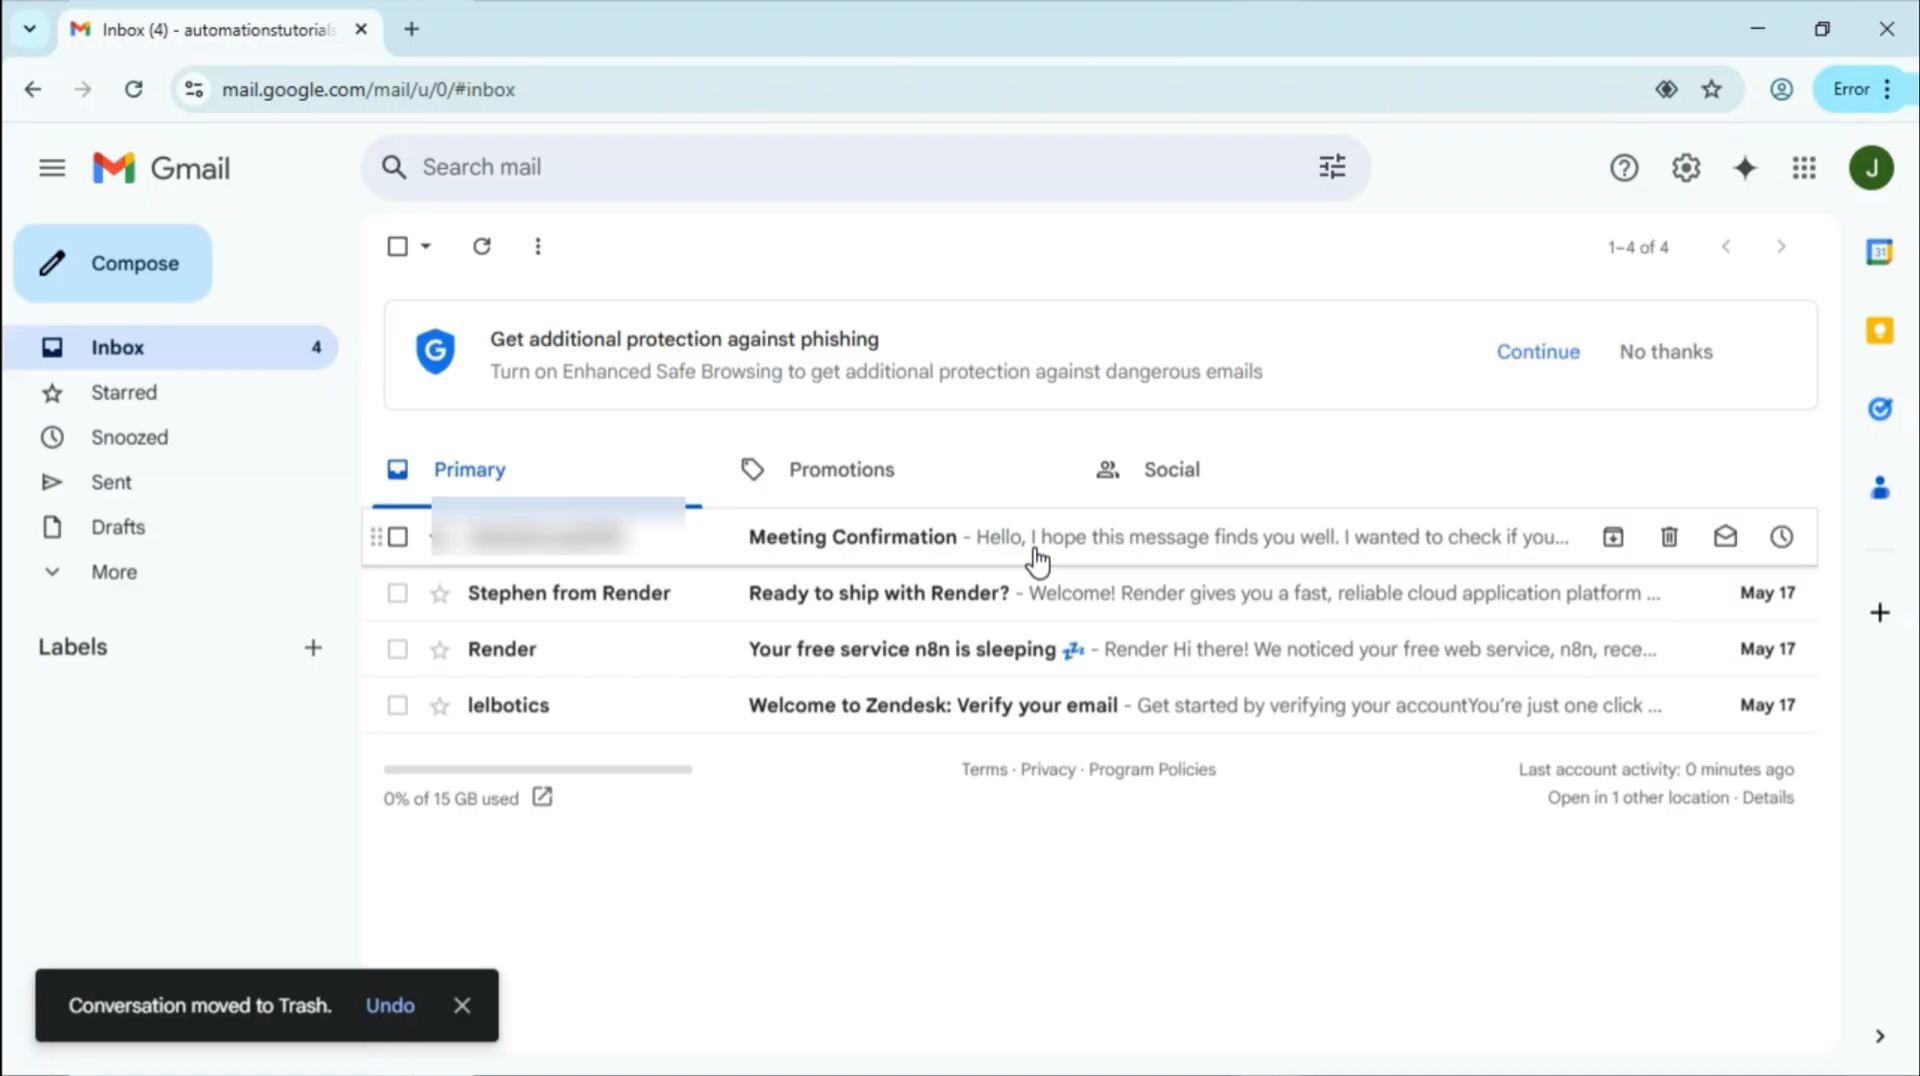 Inbox (4) - automationstutorials
mail.google.com/mail/u/0/#inbox
Error
Gmail
Search mail
J
Compose
1–4 of 4
Get additional protection against phishing
Turn on Enhanced Safe Browsing to get additional protection against dangerous emails
Continue
No thanks
Inbox
4
Starred
Snoozed
Sent
Drafts
More
Labels
31
Primary
Promotions
Social
Meeting Confirmation - Hello, I hope this message finds you well. I wanted to check if you...
Stephen from Render
Ready to ship with Render? - Welcome! Render gives you a fast, reliable cloud application platform ...
May 17
Render
Your free service n8n is sleeping 💤 - Render Hi there! We noticed your free web service, n8n, rece...
May 17
lelbotics
Welcome to Zendesk: Verify your email - Get started by verifying your accountYou're just one click ...
May 17
0% of 15 GB used
Terms · Privacy · Program Policies
Last account activity: 0 minutes ago
Open in 1 other location · Details
Conversation moved to Trash.
Undo